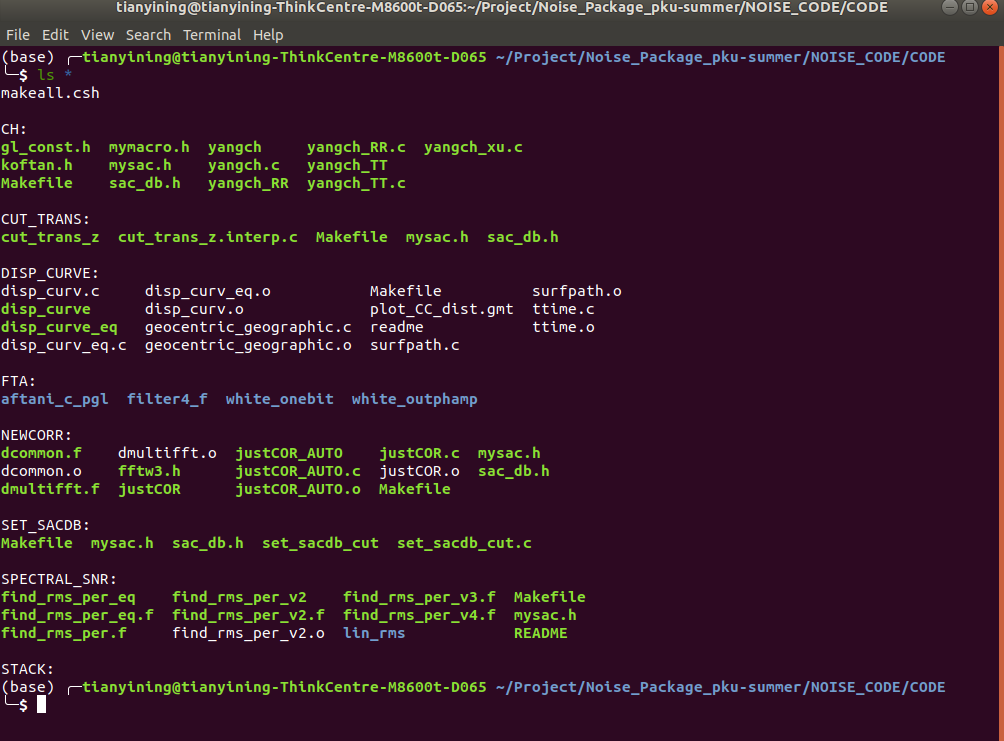 tianyining@tianyining-ThinkCentre-M8600t-D065:~/Project/Noise_Package_pku-summer/NOISE_CODE/CODE
File Edit View Search Terminal Help
(base) ╭─tianyining@tianyining-ThinkCentre-M8600t-D065 ~/Project/Noise_Package_pku-summer/NOISE_CODE/CODE
╰─$ ls *
makeall.csh

CH:
gl_const.h  mymacro.h  yangch     yangch_RR.c  yangch_xu.c
koftan.h    mysac.h    yangch.c   yangch_TT
Makefile    sac_db.h   yangch_RR  yangch_TT.c

CUT_TRANS:
cut_trans_z  cut_trans_z.interp.c  Makefile  mysac.h  sac_db.h

DISP_CURVE:
disp_curv.c     disp_curv_eq.o           Makefile          surfpath.o
disp_curve      disp_curv.o              plot_CC_dist.gmt  ttime.c
disp_curve_eq   geocentric_geographic.c  readme            ttime.o
disp_curv_eq.c  geocentric_geographic.o  surfpath.c

FTA:
aftani_c_pgl  filter4_f  white_onebit  white_outphamp

NEWCORR:
dcommon.f    dmultifft.o  justCOR_AUTO    justCOR.c  mysac.h
dcommon.o    fftw3.h      justCOR_AUTO.c  justCOR.o  sac_db.h
dmultifft.f  justCOR      justCOR_AUTO.o  Makefile

SET_SACDB:
Makefile  mysac.h  sac_db.h  set_sacdb_cut  set_sacdb_cut.c

SPECTRAL_SNR:
find_rms_per_eq    find_rms_per_v2    find_rms_per_v3.f  Makefile
find_rms_per_eq.f  find_rms_per_v2.f  find_rms_per_v4.f  mysac.h
find_rms_per.f     find_rms_per_v2.o  lin_rms            README

STACK:
(base) ╭─tianyining@tianyining-ThinkCentre-M8600t-D065 ~/Project/Noise_Package_pku-summer/NOISE_CODE/CODE
╰─$